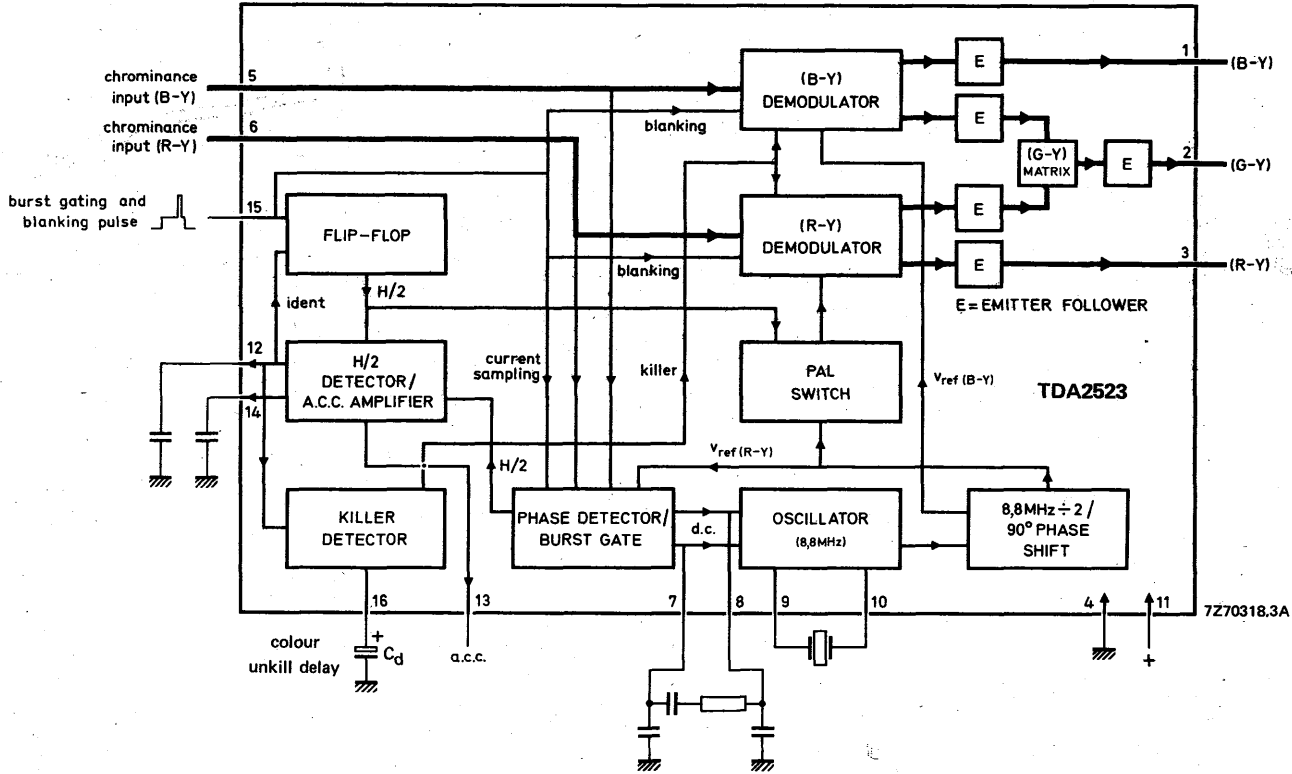 1
E
(B-Y)
5
chrominance
input (B-Y)
(B-Y)
DEMODULATOR
E
blanking
6
chrominance
input (R-Y)
(G-Y)
MATRIX
E
2
(G-Y)
burst gating and
blanking pulse
15
FLIP-FLOP
(R-Y)
DEMODULATOR
E
blanking
E
3
(R-Y)
H/2
ident
E = EMITTER FOLLOWER
12
H/2
DETECTOR/
A.C.C. AMPLIFIER
14
current
sampling
killer
PAL
SWITCH
Vref (B-Y)
TDA2523
H/2
Vref (R-Y)
KILLER
DETECTOR
PHASE DETECTOR/
BURST GATE
d.c.
OSCILLATOR
(8,8MHz)
8,8MHz ÷ 2 /
90° PHASE
SHIFT
16
13
7
8
9
10
4
11
7Z70318.3A
colour
unkill delay
+
Cd
a.c.c.
+